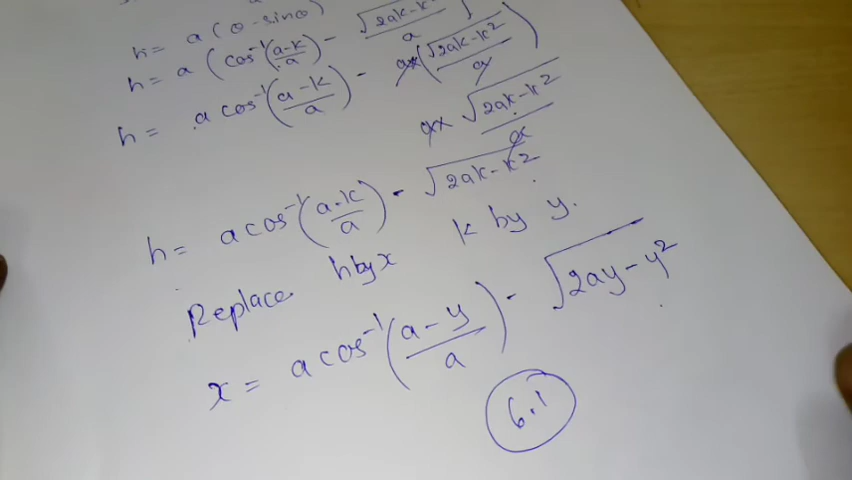 h = a(θ - sinθ)
h = a (cos⁻¹(a-k/a) - √2ak-k²/a)
h = a cos⁻¹(a-k/a) - ax(√2ak-k²/a)
ax √2ak-k²/a
h = a cos⁻¹(a-k/a) - √2ak-k²
Replace h by x k by y.
x = a cos⁻¹(a-y/a) - √2ay-y²
6.1